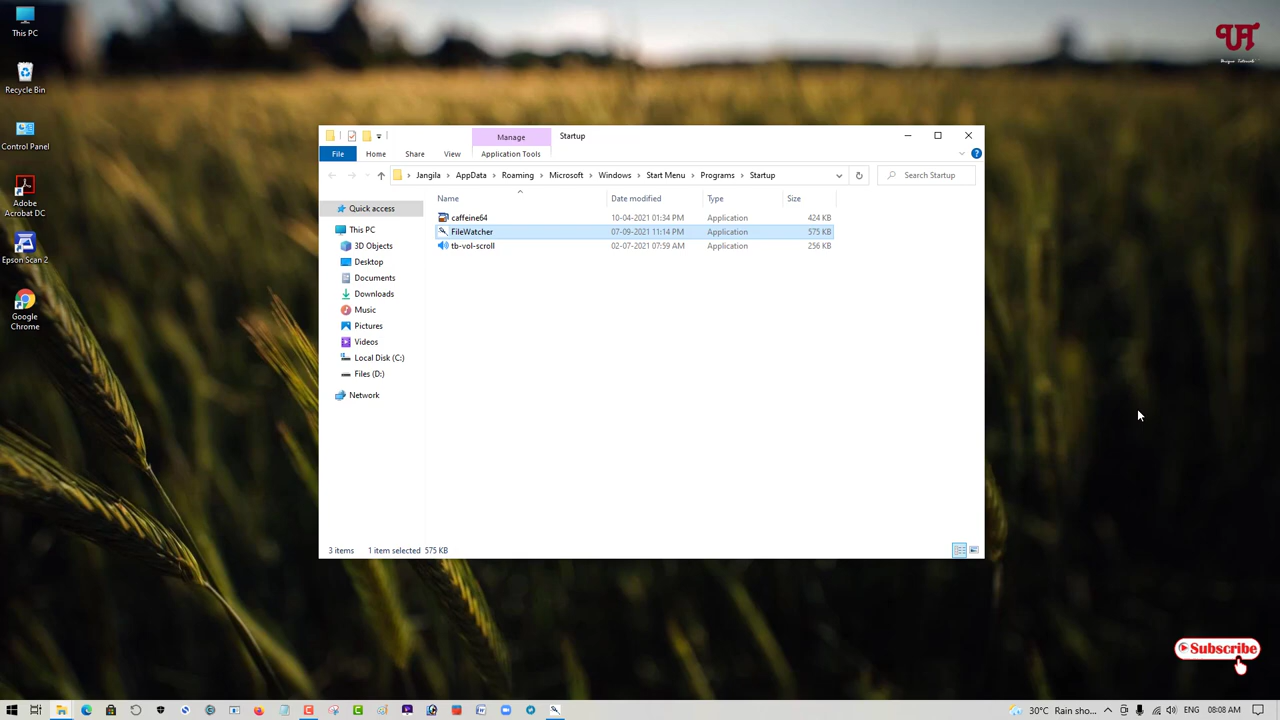 This PC
Recycle Bin
Control Panel
Adobe
Acrobat DC
Epson Scan 2
Google
Chrome
UT
Unique Tutorials
Manage
Startup
File
Home
Share
View
Application Tools
Jangila > AppData > Roaming > Microsoft > Windows > Start Menu > Programs > Startup
Search Startup
Name
Date modified
Type
Size
caffeine64 10-04-2021 01:34 PM Application 424 KB
FileWatcher 07-09-2021 11:14 PM Application 575 KB
tb-vol-scroll 02-07-2021 07:59 AM Application 256 KB
Quick access
This PC
3D Objects
Desktop
Documents
Downloads
Music
Pictures
Videos
Local Disk (C:)
Files (D:)
Network
3 items 1 item selected 575 KB
Subscribe
30°C Rain sho...
ENG
08:08 AM